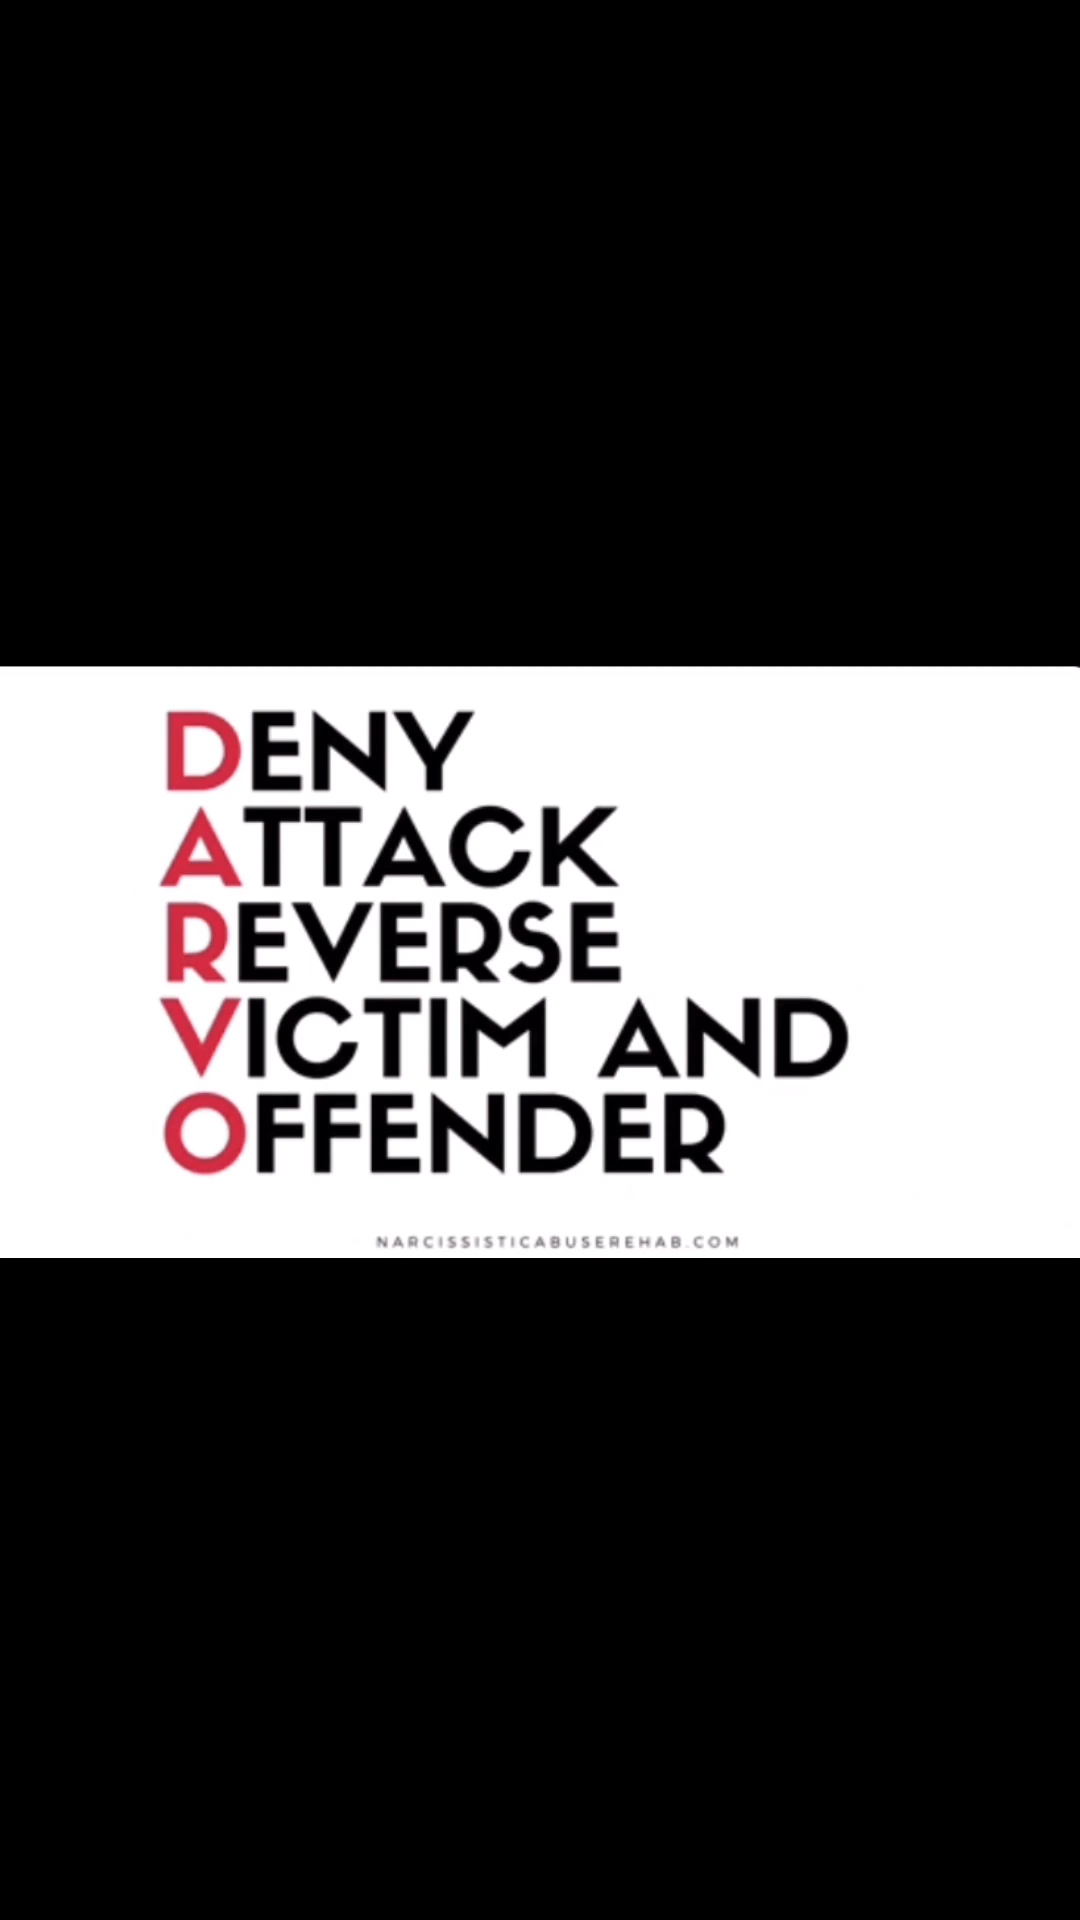 DENY
ATTACK
REVERSE
VICTIM AND
OFFENDER
NARCISSISTICABUSEREHAB.COM